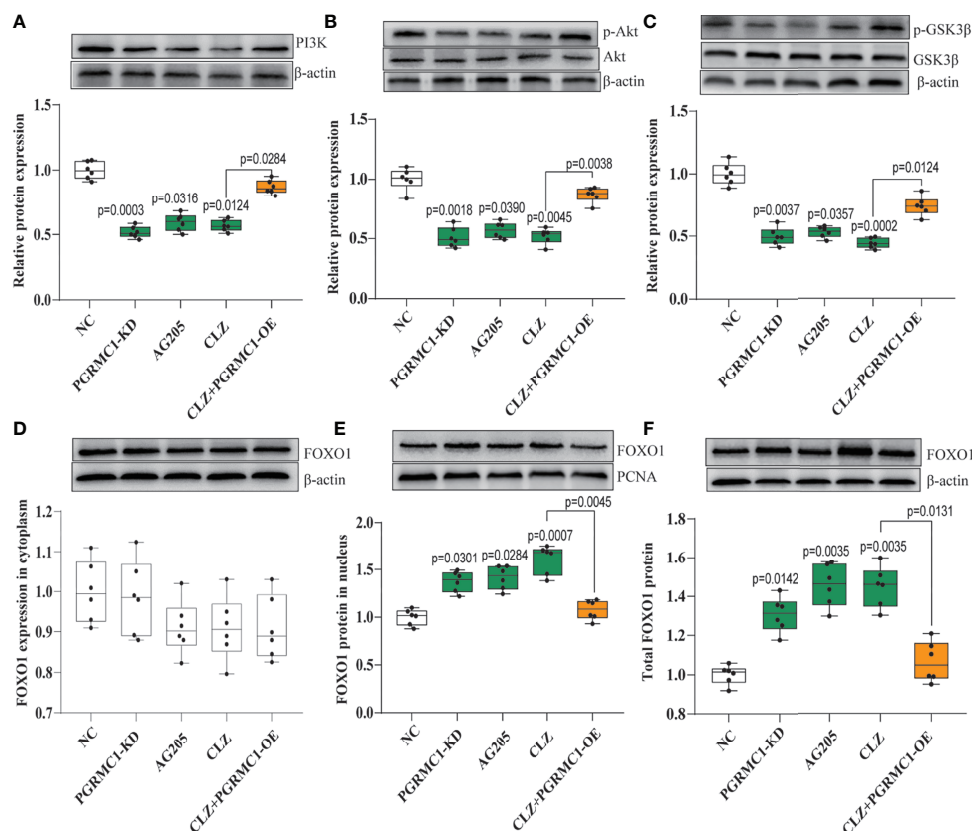 A
PI3K
β-actin
Relative protein expression
1.5
1.0
0.5
0.0
p=0.0003
p=0.0316
p=0.0124
p=0.0284
NC
PGRMC1-KD
AG205
CLZ
CLZ+PGRMC1-OE
B
p-Akt
Akt
β-actin
Relative protein expression
1.5
1.0
0.5
0.0
p=0.0018
p=0.0390
p=0.0045
p=0.0038
NC
PGRMC1-KD
AG205
CLZ
CLZ+PGRMC1-OE
C
p-GSK3β
GSK3β
β-actin
Relative protein expression
1.5
1.0
0.5
0.0
p=0.0037
p=0.0357
p=0.0002
p=0.0124
NC
PGRMC1-KD
AG205
CLZ
CLZ+PGRMC1-OE
D
FOXO1
β-actin
FOXO1 expression in cytoplasm
1.2
1.1
1.0
0.9
0.8
0.7
NC
PGRMC1-KD
AG205
CLZ
CLZ+PGRMC1-OE
E
FOXO1
PCNA
FOXO1 protein in nucleus
2.0
1.5
1.0
0.5
0.0
p=0.0301
p=0.0284
p=0.0007
p=0.0045
NC
PGRMC1-KD
AG205
CLZ
CLZ+PGRMC1-OE
F
FOXO1
β-actin
Total FOXO1 protein
1.8
1.6
1.4
1.2
1.0
0.8
p=0.0142
p=0.0035
p=0.0035
p=0.0131
NC
PGRMC1-KD
AG205
CLZ
CLZ+PGRMC1-OE